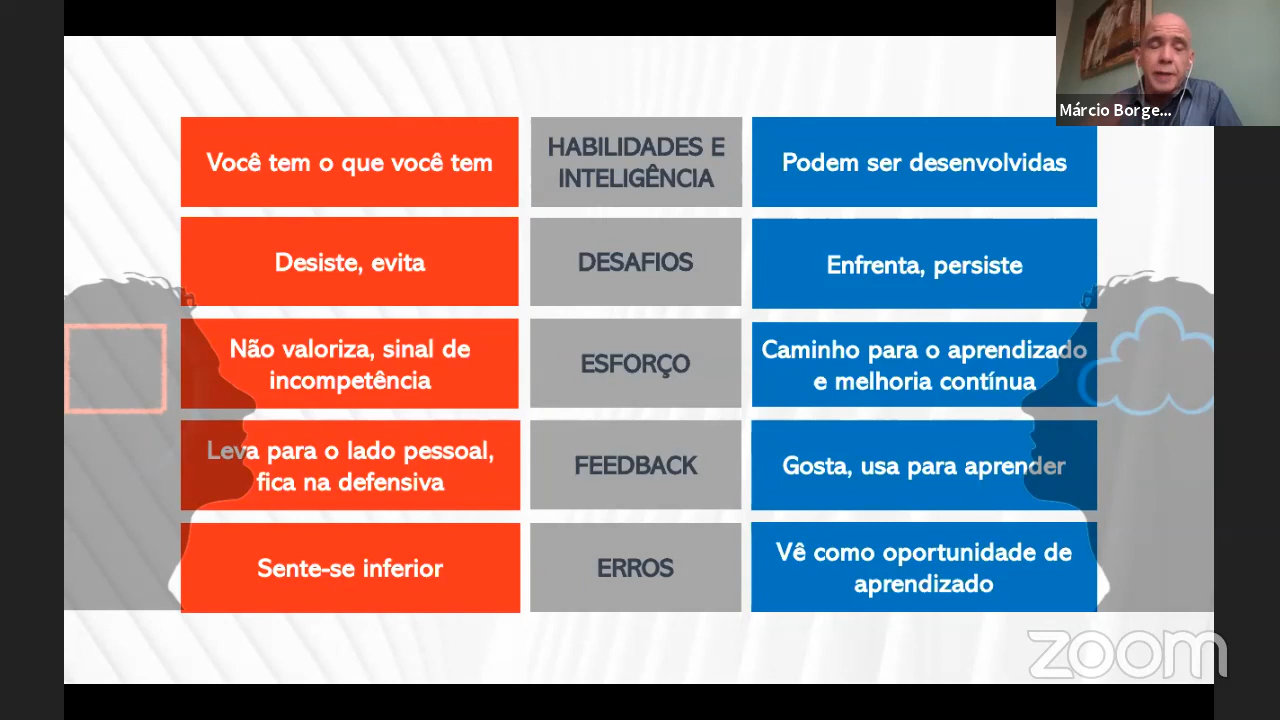 Márcio Borge...
Você tem o que você tem
HABILIDADES E
INTELIGÊNCIA
Podem ser desenvolvidas
Desiste, evita
DESAFIOS
Enfrenta, persiste
Não valoriza, sinal de
incompetência
ESFORÇO
Caminho para o aprendizado
e melhoria contínua
Leva para o lado pessoal,
fica na defensiva
FEEDBACK
Gosta, usa para aprender
Sente-se inferior
ERROS
Vê como oportunidade de
aprendizado
zoom